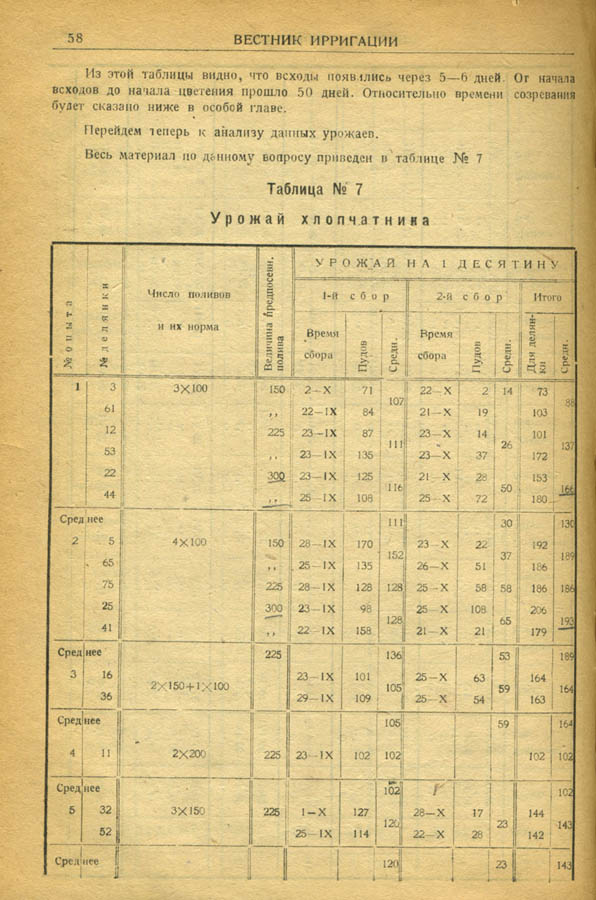 58 ВЕСТНИК ИРРИГАЦИИ
Из этой таблицы видно, что всходы появились через 5—6 дней. От начала
всходов до начала цветения прошло 50 дней. Относительно времени созревания
будет сказано ниже в особой главе.
Перейдем теперь к анализу данных урожаев.
Весь материал по данному вопросу приведен в таблице № 7
Таблица № 7
Урожай хлопчатника
№ опыта № делянки Число поливов и их норма Величина предпосевн. полива УРОЖАЙ НА 1 ДЕСЯТИНУ
1-й сбор 2-й сбор Итого
Время сбора Пудов Средн. Время сбора Пудов Средн. Для делянки Средн.
1 3 3X100 150 2—X 71 107 22—X 2 14 73 88
61 ,, 22—IX 84 21—X 19 103
12 225 23—IX 87 111 23—X 14 26 101 137
53 ,, 23—IX 135 23—X 37 172
22 300 23—IX 125 116 21—X 28 50 153 166
44 ,, 25—IX 108 25—X 72 180
Среднее 111 30 130
2 5 4X100 150 28—IX 170 152 23—X 22 37 192 189
65 ,, 25—IX 135 26—X 51 186
75 225 28—IX 128 128 25—X 58 58 186 186
25 300 23—IX 98 128 25—X 108 65 206 193
41 ,, 22—IX 158 21—X 21 179
Среднее 225 136 53 189
3 16 2X150+1X100 23—IX 101 105 25—X 63 59 164 164
36 29—IX 109 25—X 54 163
Среднее 105 59 164
4 11 2X200 225 23—IX 102 102 102 102
Среднее 102 102
5 32 3X150 225 1—X 127 120 28—X 17 23 144 143
52 25—IX 114 22—X 28 142
Среднее 120 23 143